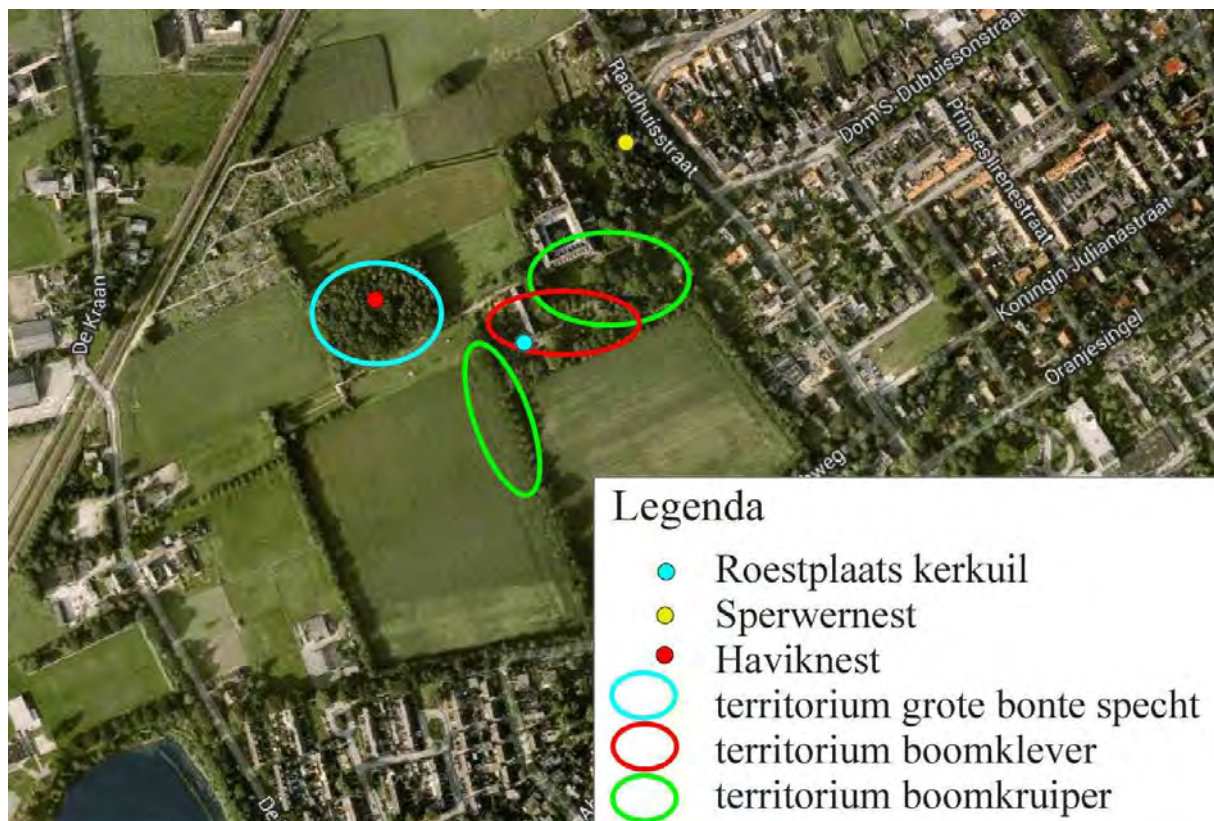 Raadhuisstraat
Dom S. Dubuissonstraat
Prinses Irenestraat
Koningin Julianastraat
Oranjesingel
De Kraan
De
Legenda
Roestplaats kerkuil
Sperwernest
Haviknest
territorium grote bonte specht
territorium boomklever
territorium boomkruiper